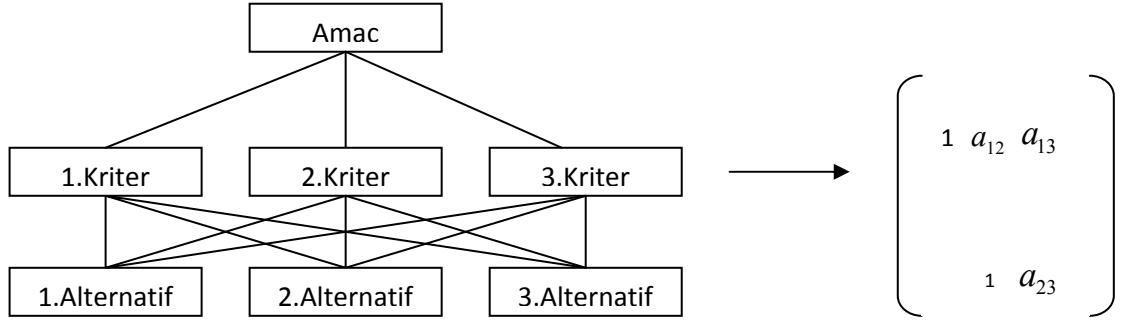 Amac
1.Kriter 2.Kriter 3.Kriter
1.Alternatif 2.Alternatif 3.Alternatif
1 a₁₂ a₁₃
1 a₂₃